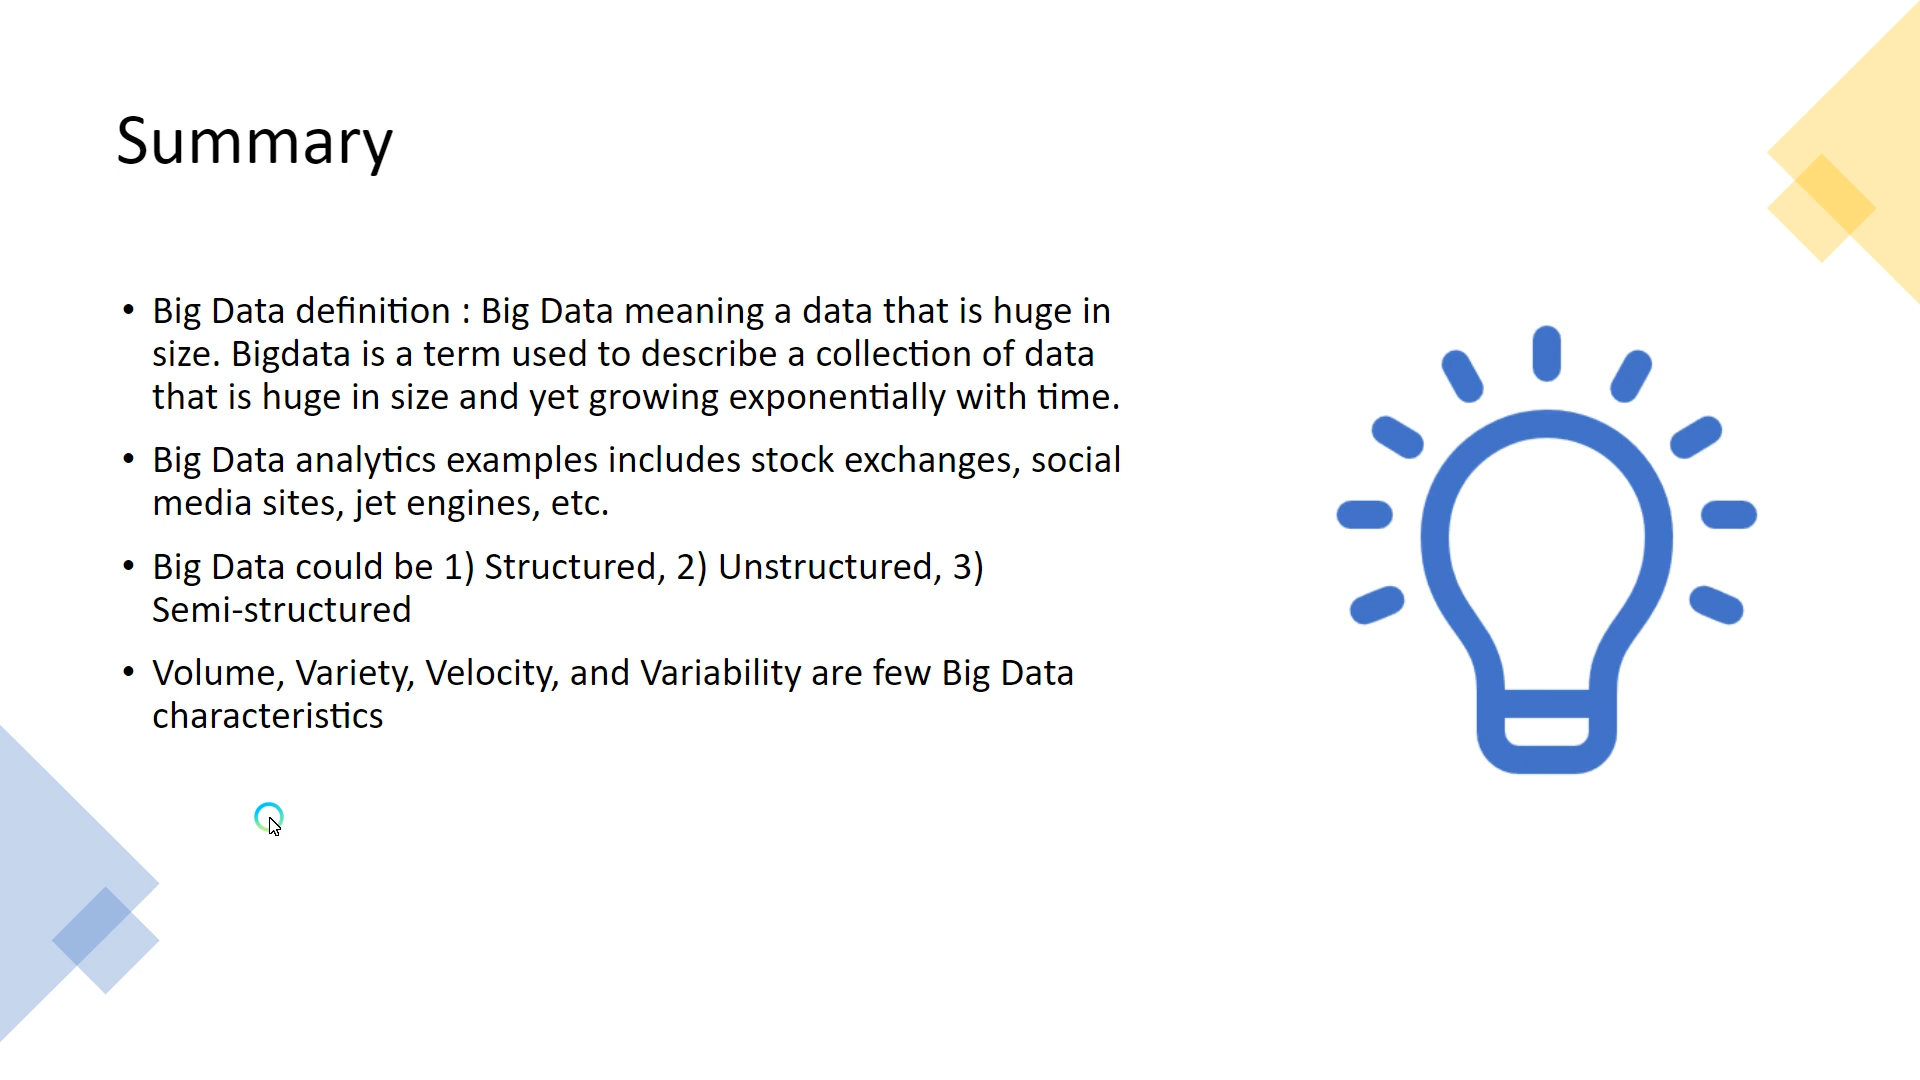 Summary
• Big Data definition : Big Data meaning a data that is huge in
size. Bigdata is a term used to describe a collection of data
that is huge in size and yet growing exponentially with time.
• Big Data analytics examples includes stock exchanges, social
media sites, jet engines, etc.
• Big Data could be 1) Structured, 2) Unstructured, 3)
Semi-structured
• Volume, Variety, Velocity, and Variability are few Big Data
characteristics